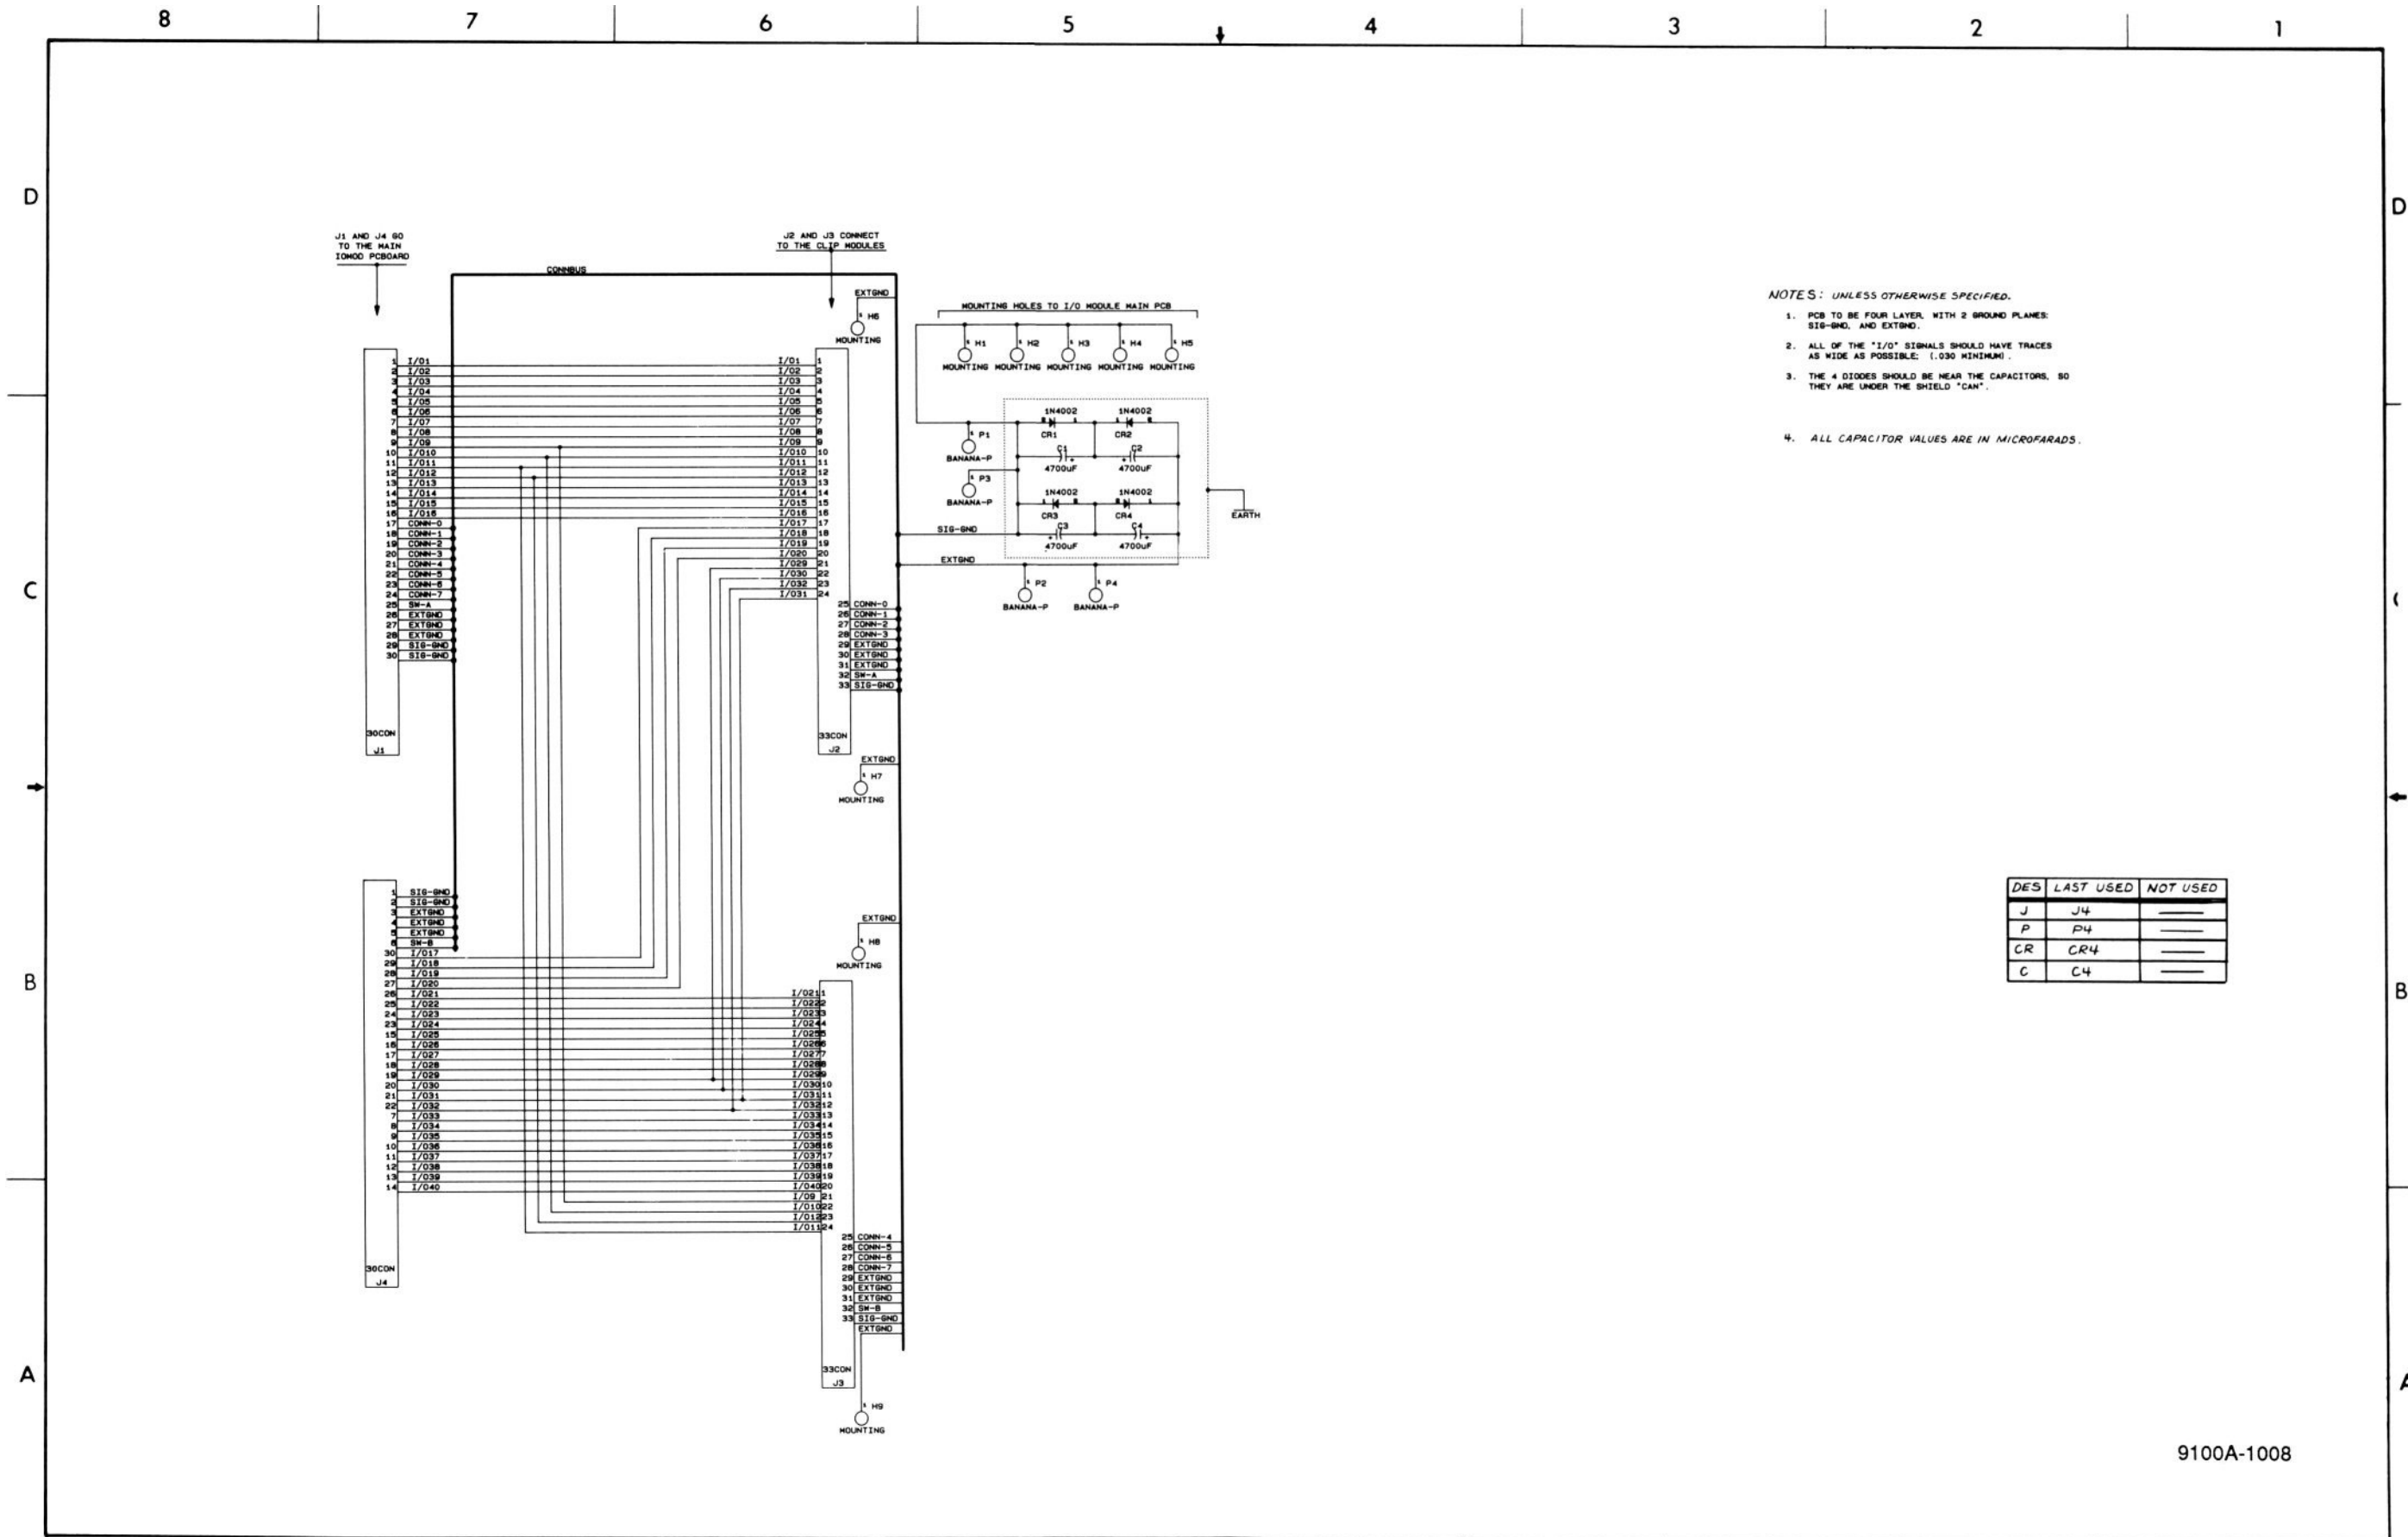 8 7 6 5 4 3 2 1
D
D
C
B
B
A
J1 AND J4 GO
TO THE MAIN
IOMOD PCBOARD
CONNBUS
J2 AND J3 CONNECT
TO THE CLIP MODULES
1 I/O1
2 I/O2
3 I/O3
4 I/O4
5 I/O5
6 I/O6
7 I/O7
8 I/O8
9 I/O9
10 I/O10
11 I/O11
12 I/O12
13 I/O13
14 I/O14
15 I/O15
16 I/O16
17 CONN-0
18 CONN-1
19 CONN-2
20 CONN-3
21 CONN-4
22 CONN-5
23 CONN-6
24 CONN-7
25 SW-A
26 EXTGND
27 EXTGND
28 EXTGND
29 SIG-GND
30 SIG-GND
30CON
J1
I/O1 1
I/O2 2
I/O3 3
I/O4 4
I/O5 5
I/O6 6
I/O7 7
I/O8 8
I/O9 9
I/O10 10
I/O11 11
I/O12 12
I/O13 13
I/O14 14
I/O15 15
I/O16 16
I/O17 17
I/O18 18
I/O19 19
I/O20 20
I/O29 21
I/O30 22
I/O32 23
I/O31 24
25 CONN-0
26 CONN-1
27 CONN-2
28 CONN-3
29 EXTGND
30 EXTGND
31 EXTGND
32 SW-A
33 SIG-GND
33CON
J2
EXTGND
H6
MOUNTING
EXTGND
H7
MOUNTING
MOUNTING HOLES TO I/O MODULE MAIN PCB
H1 H2 H3 H4 H5
MOUNTING MOUNTING MOUNTING MOUNTING MOUNTING
1N4002 1N4002
CR1 CR2
P1
BANANA-P
C1 C2
4700uF 4700uF
P3
BANANA-P
1N4002 1N4002
CR3 CR4
C3 C4
4700uF 4700uF
EARTH
SIG-GND
EXTGND
P2 P4
BANANA-P BANANA-P
NOTES: UNLESS OTHERWISE SPECIFIED.
1. PCB TO BE FOUR LAYER, WITH 2 GROUND PLANES:
SIG-GND, AND EXTGND.
2. ALL OF THE "I/O" SIGNALS SHOULD HAVE TRACES
AS WIDE AS POSSIBLE; (.030 MINIMUM).
3. THE 4 DIODES SHOULD BE NEAR THE CAPACITORS, SO
THEY ARE UNDER THE SHIELD "CAN".
4. ALL CAPACITOR VALUES ARE IN MICROFARADS.
1 SIG-GND
2 SIG-GND
3 EXTGND
4 EXTGND
5 EXTGND
6 SW-B
30 I/O17
29 I/O18
28 I/O19
27 I/O20
26 I/O21
25 I/O22
24 I/O23
23 I/O24
15 I/O25
16 I/O26
17 I/O27
18 I/O28
19 I/O29
20 I/O30
21 I/O31
22 I/O32
7 I/O33
8 I/O34
9 I/O35
10 I/O36
11 I/O37
12 I/O38
13 I/O39
14 I/O40
30CON
J4
EXTGND
H8
MOUNTING
I/O21 1
I/O22 2
I/O23 3
I/O24 4
I/O25 5
I/O26 6
I/O27 7
I/O28 8
I/O29 9
I/O30 10
I/O31 11
I/O32 12
I/O33 13
I/O34 14
I/O35 15
I/O36 16
I/O37 17
I/O38 18
I/O39 19
I/O40 20
I/O9 21
I/O10 22
I/O12 23
I/O11 24
25 CONN-4
26 CONN-5
27 CONN-6
28 CONN-7
29 EXTGND
30 EXTGND
31 EXTGND
32 SW-B
33 SIG-GND
EXTGND
33CON
J3
H9
MOUNTING
DES LAST USED NOT USED
J J4
P P4
CR CR4
C C4
9100A-1008